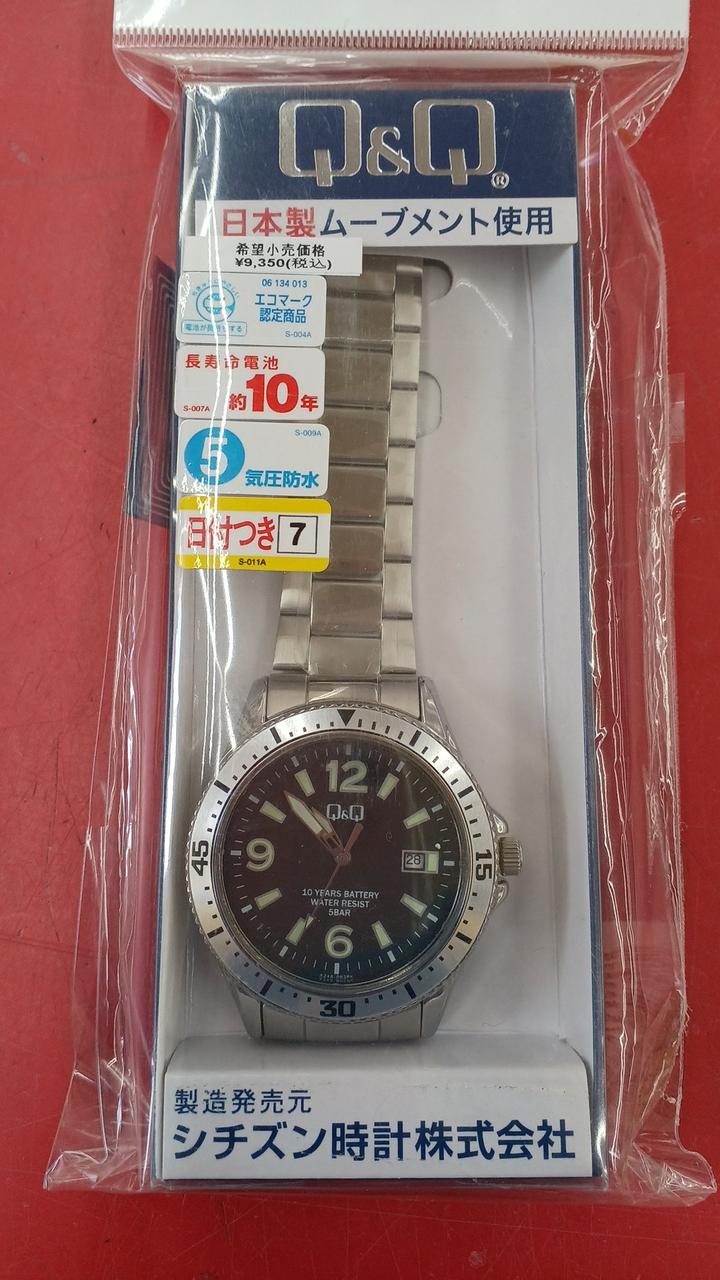 Q&Q®
日本製ムーブメント使用
希望小売価格
¥9,350(税込)
06 134 013
エコマーク
認定商品
S-004A
長寿命電池
約10年
S-007A
S-009A
5
気圧防水
日付つき 7
S-011A
12
Q&Q
9
28
45
15
10 YEARS BATTERY
WATER RESIST
5BAR
6
30
製造発売元
シチズン時計株式会社